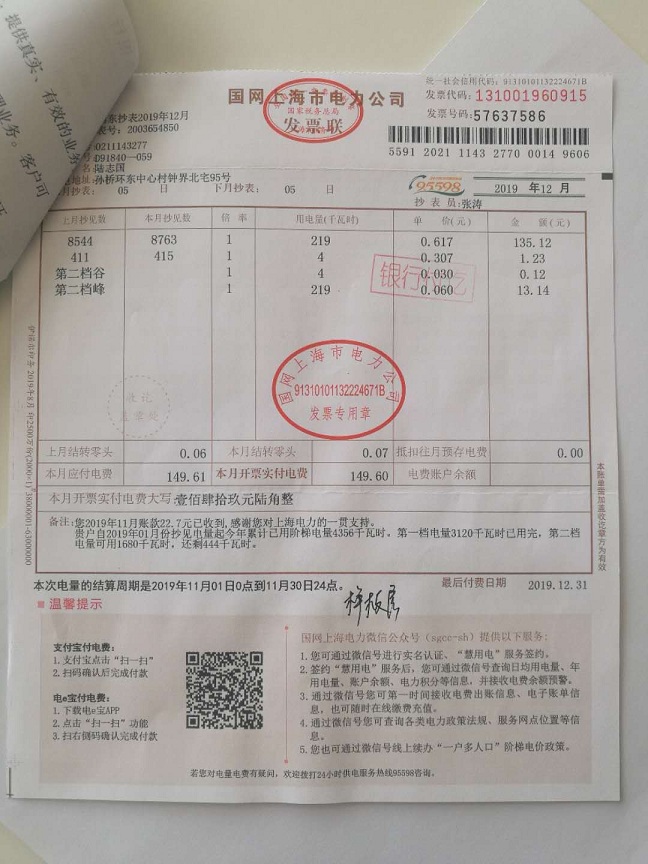 提供真实、有效的
客户可
统一社会信用代码: 91310101132224671B
国网上海市电力公司
发票代码: 131001960915
国家税务总局
发票联
发票号码: 57637586
东抄表2019年12月
表号: 2003654850
5591 2021 1143 2770 0014 9606
0211143277
号D91840—059
名陆志国
地址:孙桥环东中心村钟界北宅95号
月抄表: 05 日 下月抄表: 05 日
95598
2019 年12 月
抄 表 员:张涛
上月抄见数 本月抄见数 倍 率 用电量(千瓦时) 单 价(元) 金 额(元)
8544 8763 1 219 0.617 135.12
411 415 1 4 0.307 1.23
第二档谷 1 4 0.030 0.12
第二档峰 1 219 0.060 13.14
银行
国网上海市电力公司
91310101132224671B
发票专用章
上月结转零头 0.06 本月结转零头 0.07 抵扣往月预存电费 0.00
本月应付电费 149.61 本月开票实付电费 149.60 电费账户余额
本月开票实付电费大写:壹佰肆拾玖元陆角整
备注:您2019年11月账款22.7元已收到,感谢您对上海电力的一贯支持。
贵户自2019年01月份抄见电量起今年累计已用阶梯电量4356千瓦时。第一档电量3120千瓦时已用完，第二档
电量可用1680千瓦时，还剩444千瓦时。
本账单需加盖收讫章方为有效
本次电量的结算周期是2019年11月01日0点到11月30日24点。
最后付费日期 2019.12.31
样板房
温馨提示
支付宝付电费:
1. 支付宝点击“扫一扫”
2. 扫码确认后完成付款
电e宝付电费:
1. 下载电e宝APP
2. 点击“扫一扫”功能
3. 扫右侧码确认完成付款
国网上海电力微信公众号（sgcc-sh）提供以下服务:
1. 您可通过微信号进行实名认证、“慧用电”服务签约。
2. 签约“慧用电”服务后，您可通过微信号查询日均用电量、年
用电量、账户余额、电力积分等信息，并接收电费余额预警。
3. 通过微信号您可第一时间接收电费出账信息、电子账单信
息，也可随时在线缴费充值。
4. 通过微信号您可查询各类电力政策法规、服务网点位置等信
息。
5. 您也可通过微信号线上续办“一户多人口”阶梯电价政策。
若您对电量电费有疑问，欢迎拨打24小时供电服务热线95598咨询。